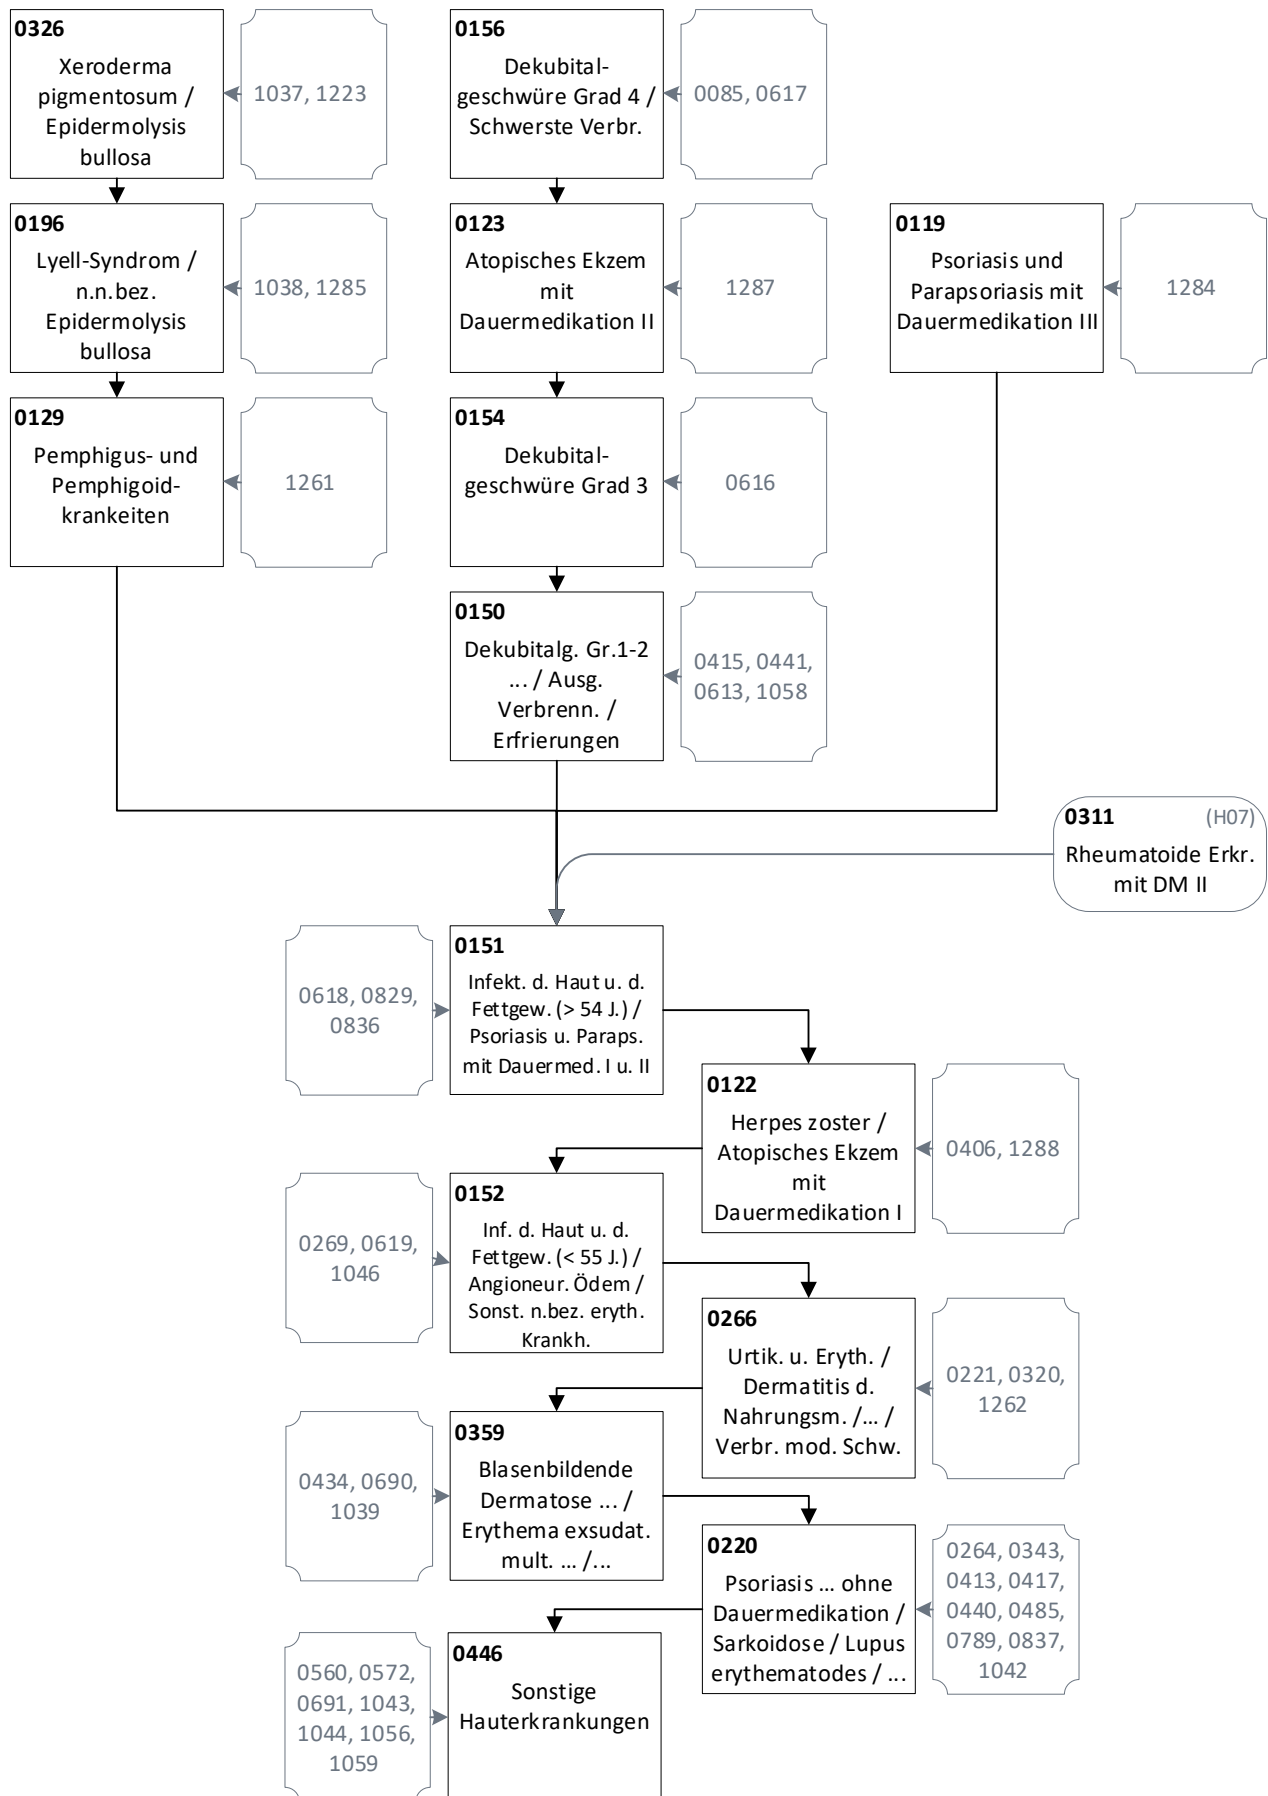 0326
Xeroderma
pigmentosum /
Epidermolysis
bullosa
1037, 1223
0156
Dekubital-
geschwüre Grad 4 /
Schwerste Verbr.
0085, 0617
0196
Lyell-Syndrom /
n.n.bez.
Epidermolysis
bullosa
1038, 1285
0123
Atopisches Ekzem
mit
Dauermedikation II
1287
0119
Psoriasis und
Parapsoriasis mit
Dauermedikation III
1284
0129
Pemphigus- und
Pemphigoid-
krankeiten
1261
0154
Dekubital-
geschwüre Grad 3
0616
0150
Dekubitalg. Gr.1-2
... / Ausg.
Verbrenn. /
Erfrierungen
0415, 0441,
0613, 1058
0311 (H07)
Rheumatoide Erkr.
mit DM II
0618, 0829,
0836
0151
Infekt. d. Haut u. d.
Fettgew. (> 54 J.) /
Psoriasis u. Paraps.
mit Dauermed. I u. II
0122
Herpes zoster /
Atopisches Ekzem
mit
Dauermedikation I
0406, 1288
0269, 0619,
1046
0152
Inf. d. Haut u. d.
Fettgew. (< 55 J.) /
Angioneur. Ödem /
Sonst. n.bez. eryth.
Krankh.
0266
Urtik. u. Eryth. /
Dermatitis d.
Nahrungsm. /... /
Verbr. mod. Schw.
0221, 0320,
1262
0434, 0690,
1039
0359
Blasenbildende
Dermatose ... /
Erythema exsudat.
mult. ... /...
0220
Psoriasis ... ohne
Dauermedikation /
Sarkoidose / Lupus
erythematodes / ...
0264, 0343,
0413, 0417,
0440, 0485,
0789, 0837,
1042
0560, 0572,
0691, 1043,
1044, 1056,
1059
0446
Sonstige
Hauterkrankungen